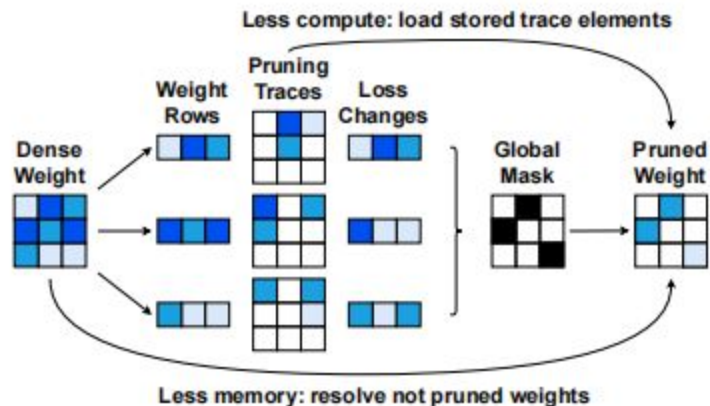 Less compute: load stored trace elements
Pruning
Traces
Weight
Rows
Loss
Changes
Dense
Weight
Global
Mask
Pruned
Weight
Less memory: resolve not pruned weights